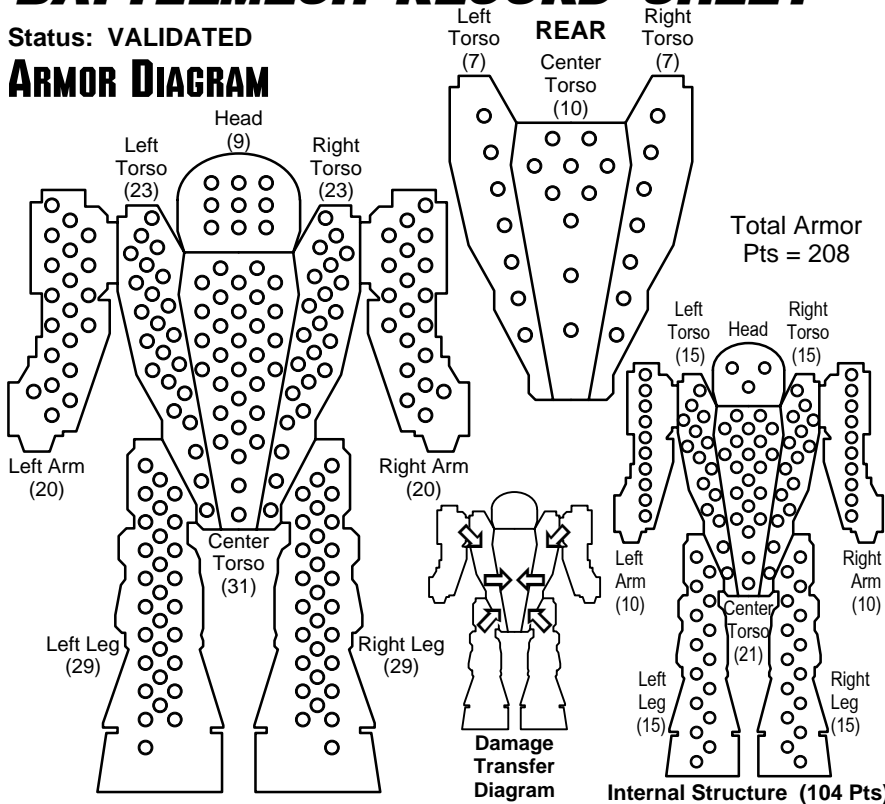 BATTLEMECH RECORD SHEET
Status: VALIDATED
ARMOR DIAGRAM
Head
(9)
Left
Torso
(23)
Right
Torso
(23)
Left Arm
(20)
Right Arm
(20)
Center
Torso
(31)
Left Leg
(29)
Right Leg
(29)
Left
Torso
(7)
REAR
Center
Torso
(10)
Right
Torso
(7)
Total Armor
Pts = 208
Left
Torso
(15)
Head
Right
Torso
(15)
Left
Arm
(10)
Right
Arm
(10)
Center
Torso
(21)
Left
Leg
(15)
Right
Leg
(15)
Damage
Transfer
Diagram
Internal Structure (104 Pts)